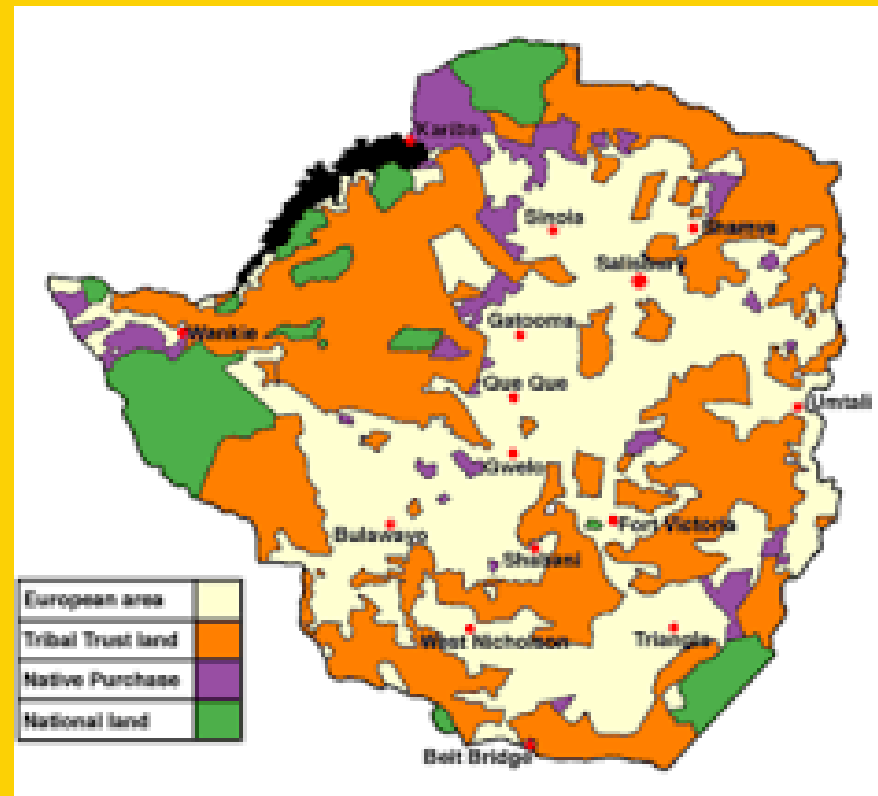 Kariba
Sinoia
Shamva
Salisbury
Wankie
Gatooma
Que Que
Umtali
Gwelo
Bulawayo
Fort Victoria
Shabani
European area
Tribal Trust land
Native Purchase
National land
West Nicholson
Triangle
Beit Bridge